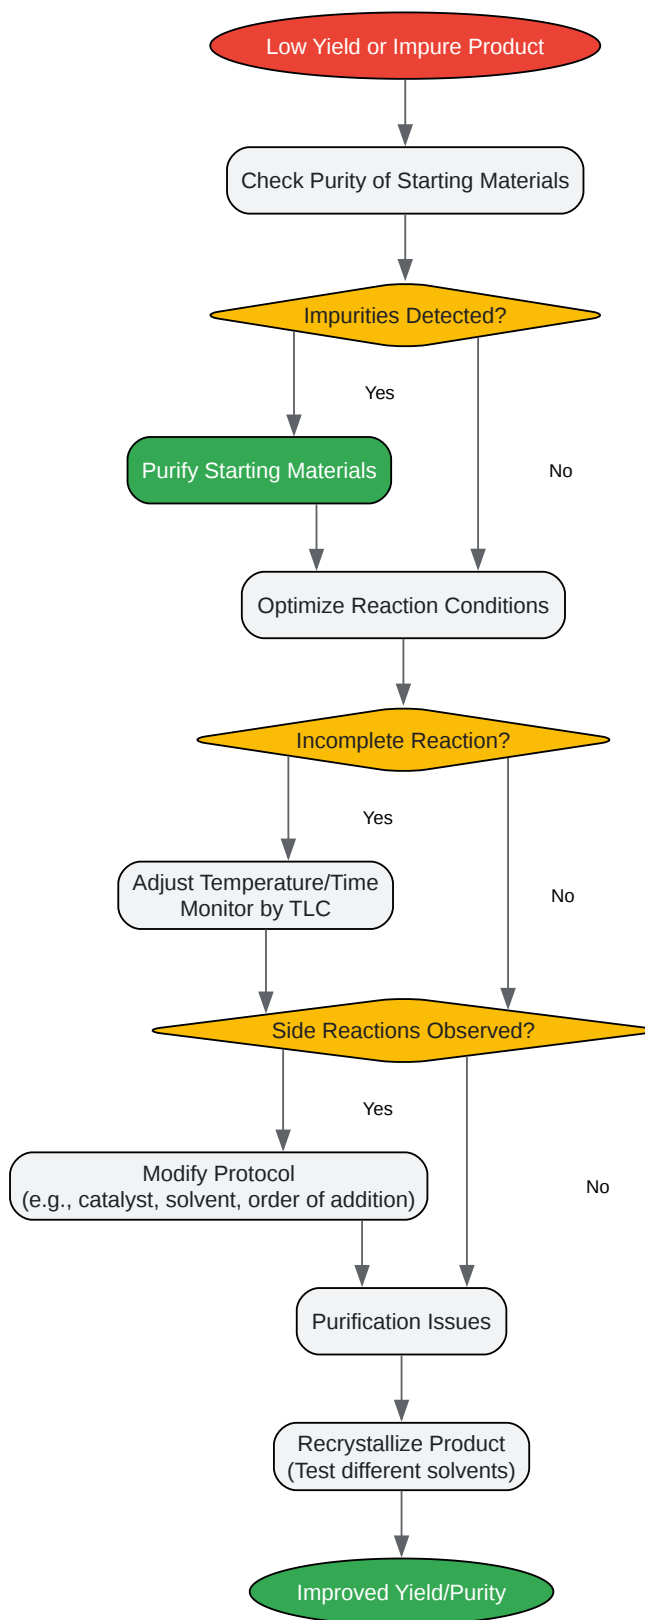 Low Yield or Impure Product
Check Purity of Starting Materials
Impurities Detected?
Yes
Purify Starting Materials
No
Optimize Reaction Conditions
Incomplete Reaction?
Yes
Adjust Temperature/Time
Monitor by TLC
No
Side Reactions Observed?
Yes
Modify Protocol
(e.g., catalyst, solvent, order of addition)
No
Purification Issues
Recrystallize Product
(Test different solvents)
Improved Yield/Purity